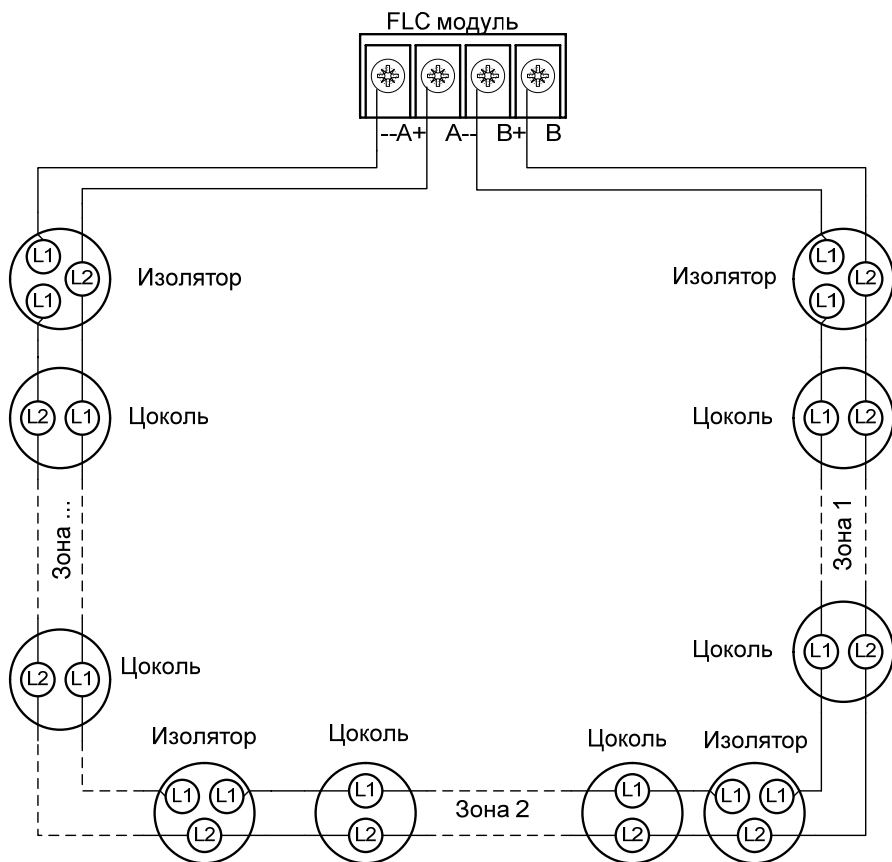 FLC модуль
--A+ A-- B+ B
L1 L2 L1
Изолятор
Изолятор
L1 L2 L1
L2 L1
Цоколь
Цоколь
L1 L2
Зона ...
Зона 1
L2 L1
Цоколь
Цоколь
L1 L2
Изолятор
Цоколь
Цоколь
Изолятор
L1 L1 L2
L1 L2
Зона 2
L1 L2
L1 L1 L2